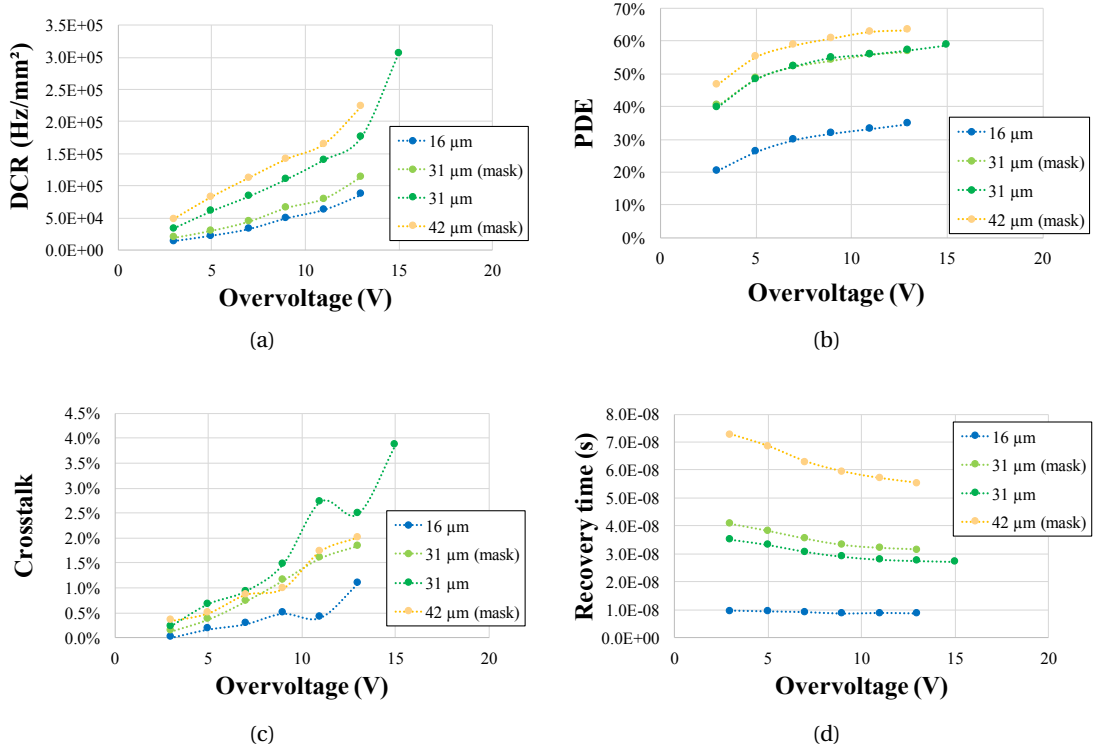 3.5E+05
3.0E+05
2.5E+05
2.0E+05
1.5E+05
1.0E+05
5.0E+04
0.0E+00
DCR (Hz/mm²)
0 5 10 15 20
Overvoltage (V)
16 µm
31 µm (mask)
31 µm
42 µm (mask)
(a)
70%
60%
50%
40%
30%
20%
10%
0%
PDE
0 5 10 15 20
Overvoltage (V)
16 µm
31 µm (mask)
31 µm
42 µm (mask)
(b)
4.5%
4.0%
3.5%
3.0%
2.5%
2.0%
1.5%
1.0%
0.5%
0.0%
Crosstalk
0 5 10 15 20
Overvoltage (V)
16 µm
31 µm (mask)
31 µm
42 µm (mask)
(c)
8.0E-08
7.0E-08
6.0E-08
5.0E-08
4.0E-08
3.0E-08
2.0E-08
1.0E-08
0.0E+00
Recovery time (s)
0 5 10 15 20
Overvoltage (V)
16 µm
31 µm (mask)
31 µm
42 µm (mask)
(d)